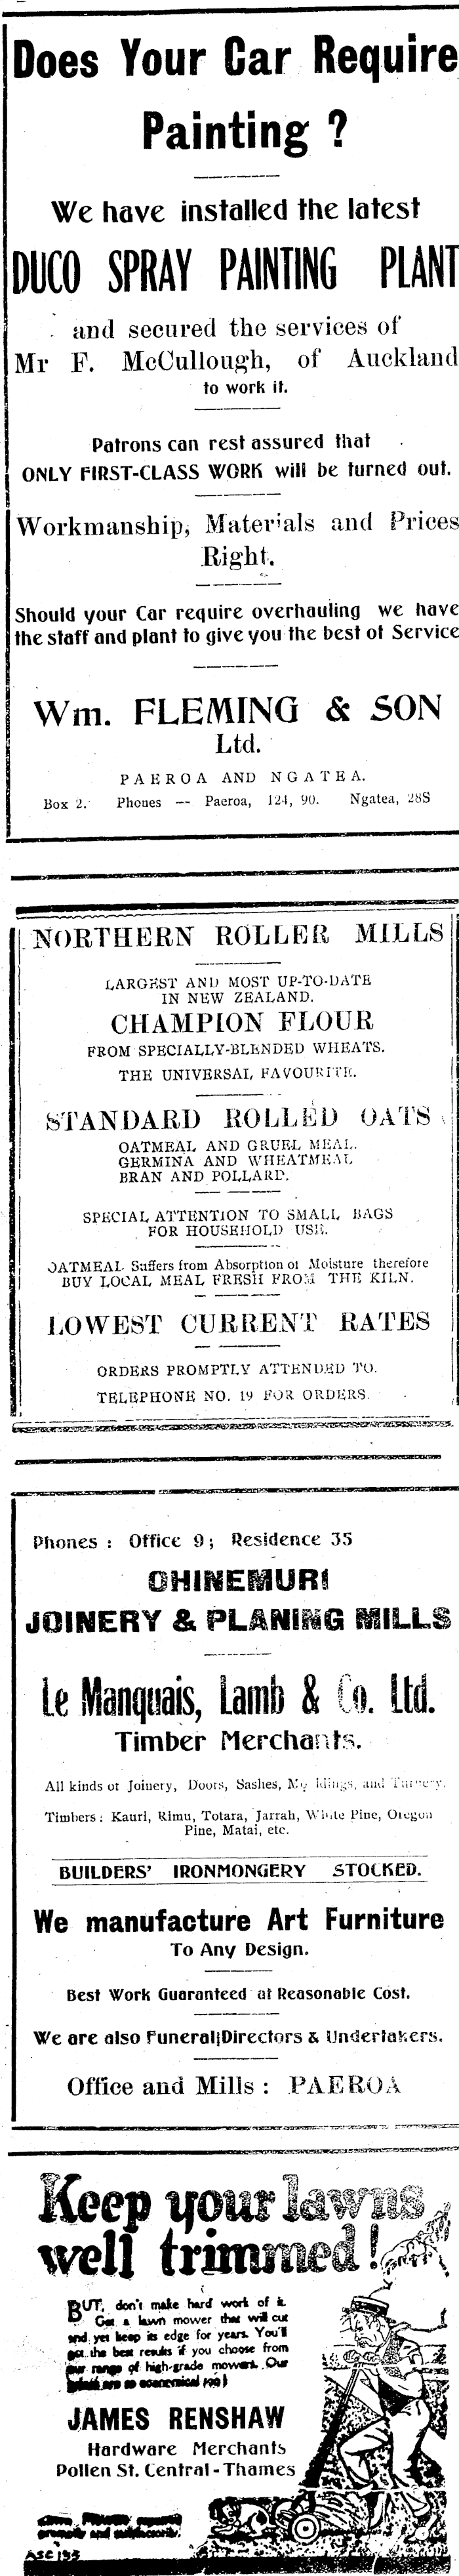 Does Your Car Require
Painting ?
We have installed the latest
DUCO SPRAY PAINTING PLANT
and secured the services of
Mr F. McCullough, of Auckland
to work it.
Patrons can rest assured that
ONLY FIRST-CLASS WORK will be turned out.
Workmanship, Materials and Prices
Right.
Should your Car require overhauling we have
the staff and plant to give you the best of Service
Wm. FLEMING & SON
Ltd.
PAEROA AND NGATEA.
Box 2. Phones — Paeroa, 124, 90. Ngatea, 28S
NORTHERN ROLLER MILLS
LARGEST AND MOST UP-TO-DATE
IN NEW ZEALAND.
CHAMPION FLOUR
FROM SPECIALLY-BLENDED WHEATS.
THE UNIVERSAL FAVOURITE.
STANDARD ROLLED OATS
OATMEAL AND GRUEL MEAL.
GERMINA AND WHEATMEAL
BRAN AND POLLARD.
SPECIAL ATTENTION TO SMALL BAGS
FOR HOUSEHOLD USE.
OATMEAL Suffers from Absorption of Moisture therefore
BUY LOCAL MEAL FRESH FROM THE KILN.
LOWEST CURRENT RATES
ORDERS PROMPTLY ATTENDED TO.
TELEPHONE NO. 19 FOR ORDERS.
Phones : Office 9; Residence 35
OHINEMURI
JOINERY & PLANING MILLS
Le Manquais, Lamb & Co. Ltd.
Timber Merchants.
All kinds of Joinery, Doors, Sashes, Mouldings, and Turnery.
Timbers: Kauri, Rimu, Totara, Jarrah, White Pine, Oregon
Pine, Matai, etc.
BUILDERS' IRONMONGERY STOCKED.
We manufacture Art Furniture
To Any Design.
Best Work Guaranteed at Reasonable Cost.
We are also Funeral Directors & Undertakers.
Office and Mills : PAEROA
Keep your lawns
well trimmed!
BUT, don't make hard work of it.
Get a lawn mower that will cut
and yet keep its edge for years. You'll
get the best results if you choose from
our range of high-grade mowers. Our
are as economical too!
JAMES RENSHAW
Hardware Merchants
Pollen St. Central - Thames
promptly and
ASC 193